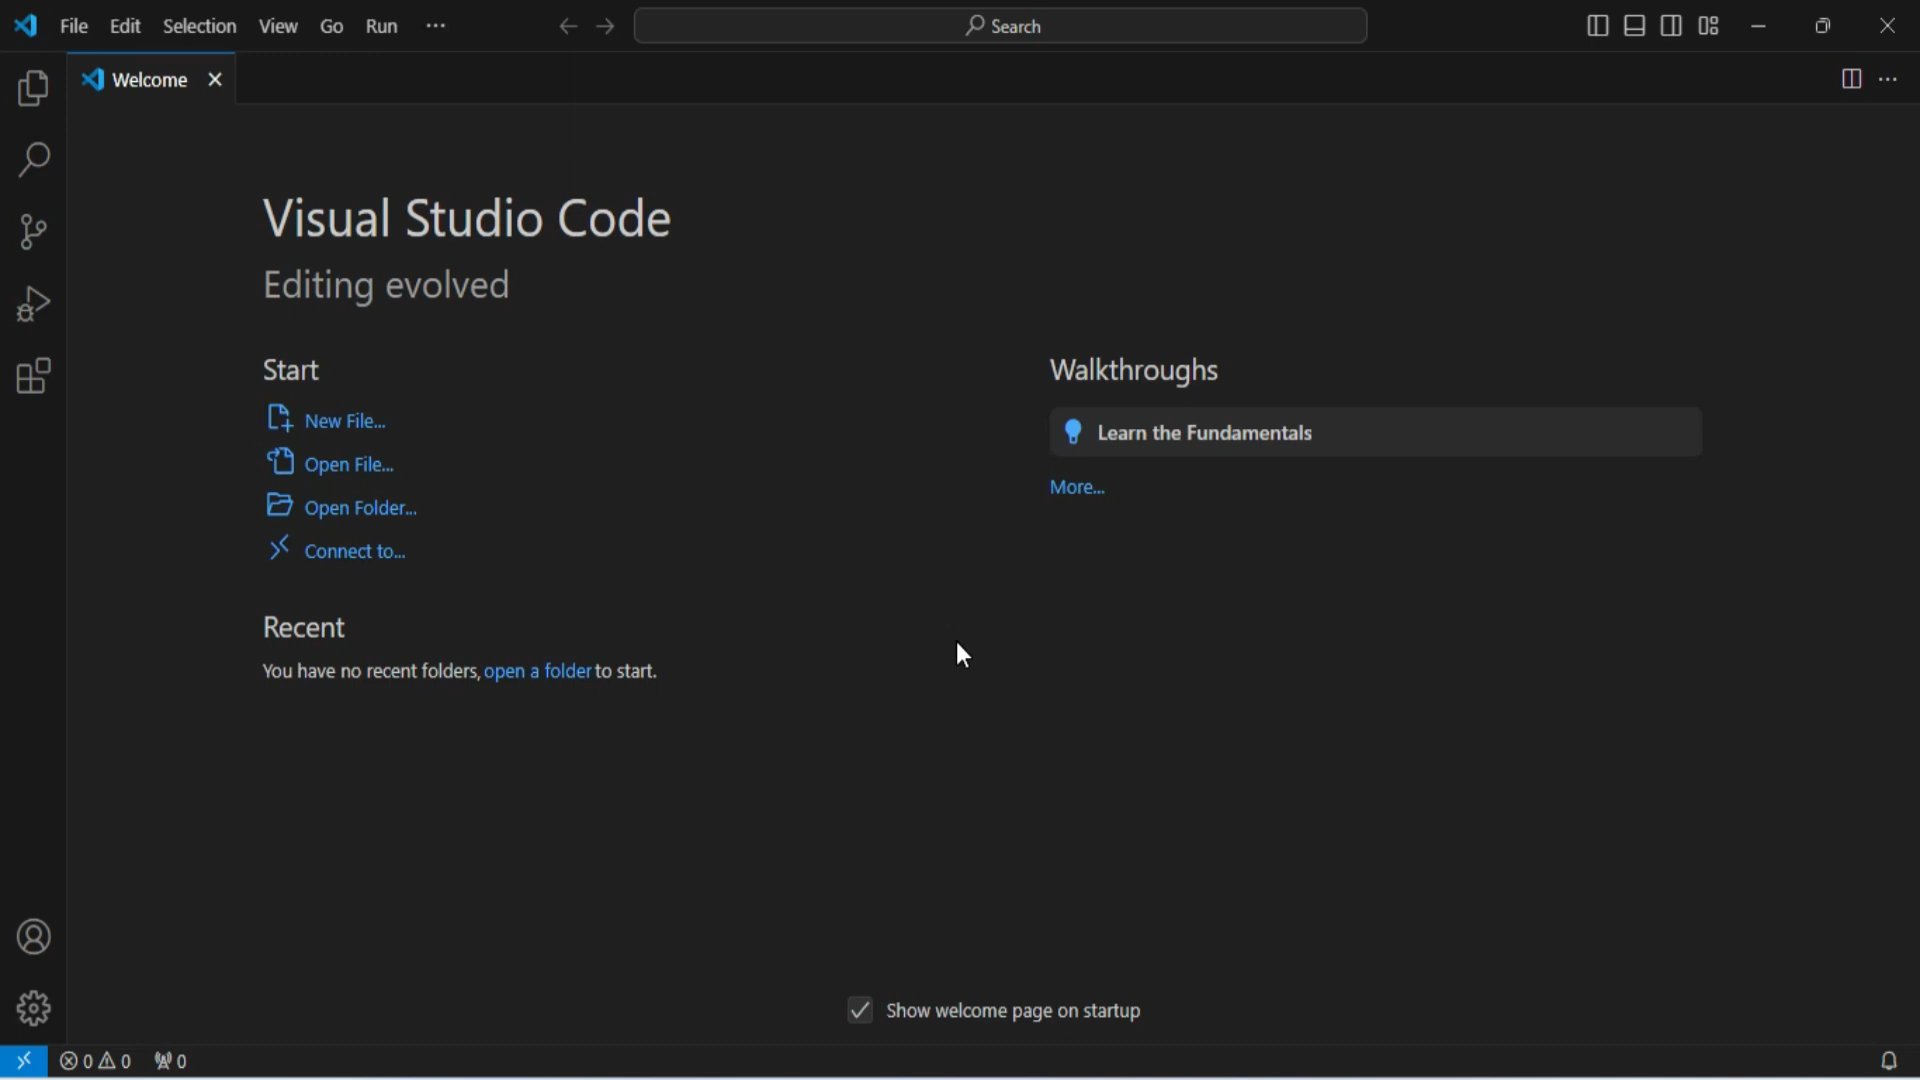 File Edit Selection View Go Run ···
Search
Welcome
Visual Studio Code
Editing evolved
Start
New File...
Open File...
Open Folder...
Connect to...
Recent
You have no recent folders, open a folder to start.
Walkthroughs
Learn the Fundamentals
More...
Show welcome page on startup
0 0 0